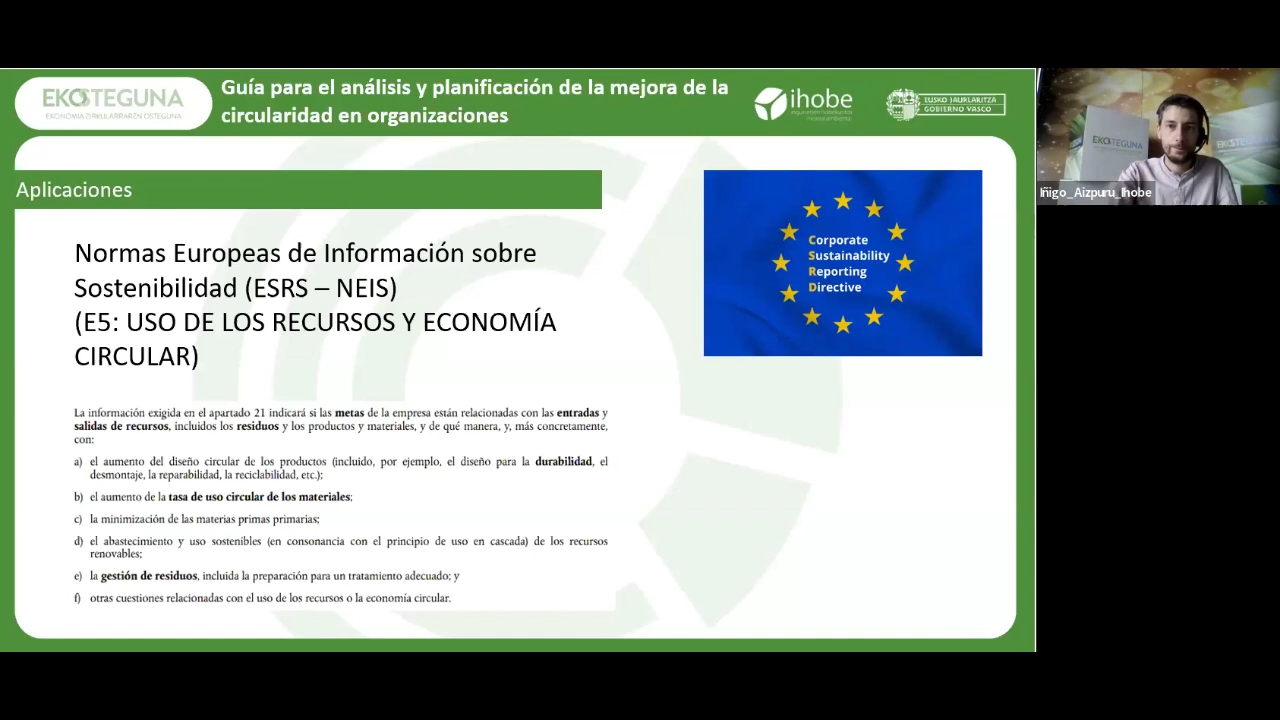 EKOSTEGUNA
EKONOMIA ZIRKULARRAREN OSTEGUNA
Guía para el análisis y planificación de la mejora de la
circularidad en organizaciones
ihobe
EUSKO JAURLARITZA
GOBIERNO VASCO
EKOSTEGUNA
Iñigo_Aizpuru_Ihobe
Aplicaciones
Normas Europeas de Información sobre
Sostenibilidad (ESRS – NEIS)
(E5: USO DE LOS RECURSOS Y ECONOMÍA
CIRCULAR)
Corporate
Sustainability
Reporting
Directive
La información exigida en el apartado 21 indicará si las metas de la empresa están relacionadas con las entradas y
salidas de recursos, incluidos los residuos y los productos y materiales, y de qué manera, y, más concretamente,
con:
a) el aumento del diseño circular de los productos (incluido, por ejemplo, el diseño para la durabilidad, el
desmontaje, la reparabilidad, la reciclabilidad, etc.);
b) el aumento de la tasa de uso circular de los materiales;
c) la minimización de las materias primas primarias;
d) el abastecimiento y uso sostenibles (en consonancia con el principio de uso en cascada) de los recursos
renovables;
e) la gestión de residuos, incluida la preparación para un tratamiento adecuado; y
f) otras cuestiones relacionadas con el uso de los recursos o la economía circular.